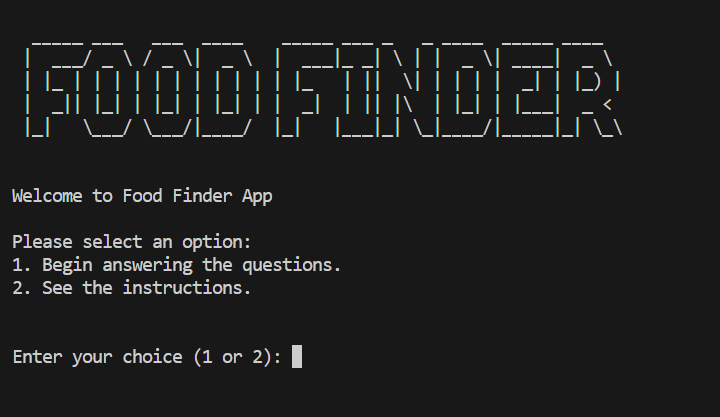 FOOD FINDER
Welcome to Food Finder App
Please select an option:
1. Begin answering the questions.
2. See the instructions.
Enter your choice (1 or 2):